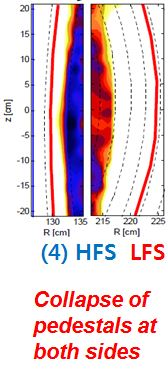 20
15
10
5
0
-5
-10
-15
-20
z [cm]
130 135 215 220 225
R [cm] R [cm]
(4) HFS LFS
Collapse of
pedestals at
both sides